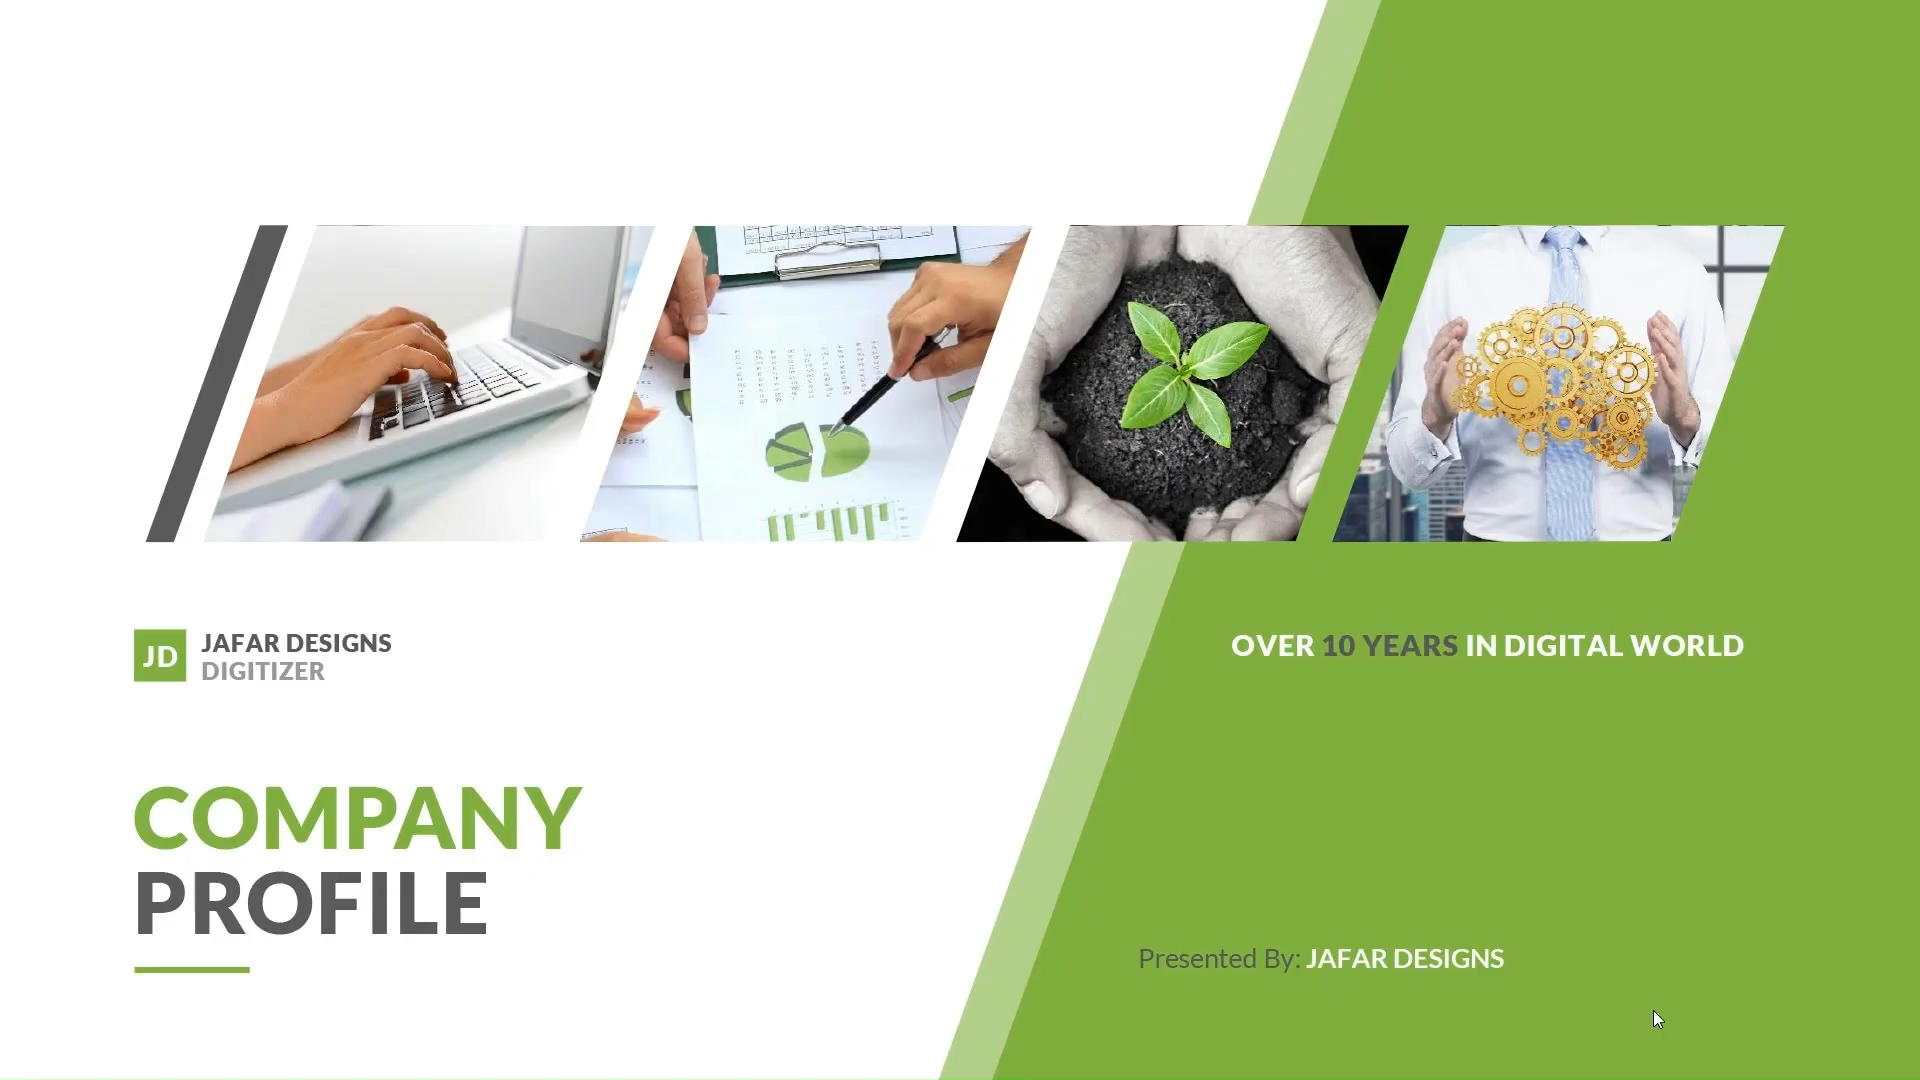 JD
JAFAR DESIGNS
DIGITIZER
OVER 10 YEARS IN DIGITAL WORLD
COMPANY
PROFILE
Presented By: JAFAR DESIGNS